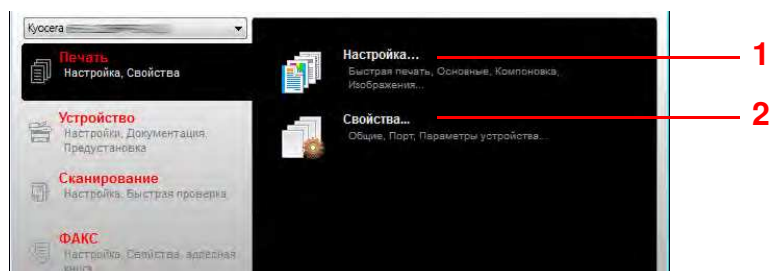 Kyocera
Печать
Настройка, Свойства
Устройство
Настройки, Документация,
Предустановка
Сканирование
Настройка, Быстрая проверка
ФАКС
Настройка, Свойства, адресная
книга
Настройка...
Быстрая печать, Основные, Компоновка,
Изображения...
Свойства...
Общие, Порт, Параметры устройства...
1
2